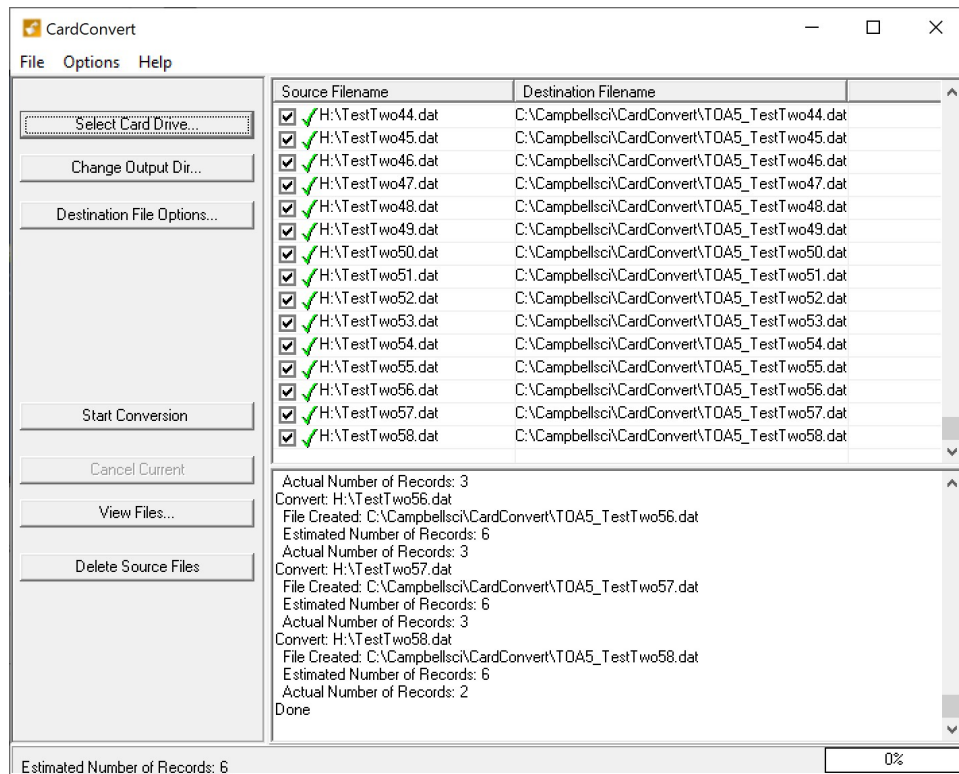 CardConvert
File Options Help
Select Card Drive...
Change Output Dir...
Destination File Options...
Start Conversion
Cancel Current
View Files...
Delete Source Files
Source Filename Destination Filename
H:\TestTwo44.dat C:\Campbellsci\CardConvert\TOA5_TestTwo44.dat
H:\TestTwo45.dat C:\Campbellsci\CardConvert\TOA5_TestTwo45.dat
H:\TestTwo46.dat C:\Campbellsci\CardConvert\TOA5_TestTwo46.dat
H:\TestTwo47.dat C:\Campbellsci\CardConvert\TOA5_TestTwo47.dat
H:\TestTwo48.dat C:\Campbellsci\CardConvert\TOA5_TestTwo48.dat
H:\TestTwo49.dat C:\Campbellsci\CardConvert\TOA5_TestTwo49.dat
H:\TestTwo50.dat C:\Campbellsci\CardConvert\TOA5_TestTwo50.dat
H:\TestTwo51.dat C:\Campbellsci\CardConvert\TOA5_TestTwo51.dat
H:\TestTwo52.dat C:\Campbellsci\CardConvert\TOA5_TestTwo52.dat
H:\TestTwo53.dat C:\Campbellsci\CardConvert\TOA5_TestTwo53.dat
H:\TestTwo54.dat C:\Campbellsci\CardConvert\TOA5_TestTwo54.dat
H:\TestTwo55.dat C:\Campbellsci\CardConvert\TOA5_TestTwo55.dat
H:\TestTwo56.dat C:\Campbellsci\CardConvert\TOA5_TestTwo56.dat
H:\TestTwo57.dat C:\Campbellsci\CardConvert\TOA5_TestTwo57.dat
H:\TestTwo58.dat C:\Campbellsci\CardConvert\TOA5_TestTwo58.dat
Actual Number of Records: 3
Convert: H:\TestTwo56.dat
File Created: C:\Campbellsci\CardConvert\TOA5_TestTwo56.dat
Estimated Number of Records: 6
Actual Number of Records: 3
Convert: H:\TestTwo57.dat
File Created: C:\Campbellsci\CardConvert\TOA5_TestTwo57.dat
Estimated Number of Records: 6
Actual Number of Records: 3
Convert: H:\TestTwo58.dat
File Created: C:\Campbellsci\CardConvert\TOA5_TestTwo58.dat
Estimated Number of Records: 6
Actual Number of Records: 2
Done
Estimated Number of Records: 6
0%